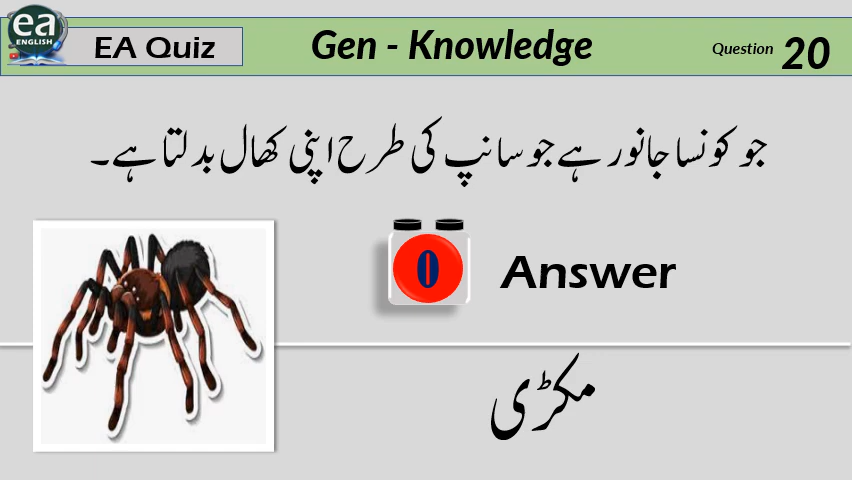 ea
ENGLISH
EA Quiz
Gen - Knowledge
Question 20
جو کونسا جانور ہے جو سانپ کی طرح اپنی کھال بدلتا ہے۔
0
Answer
مکڑی